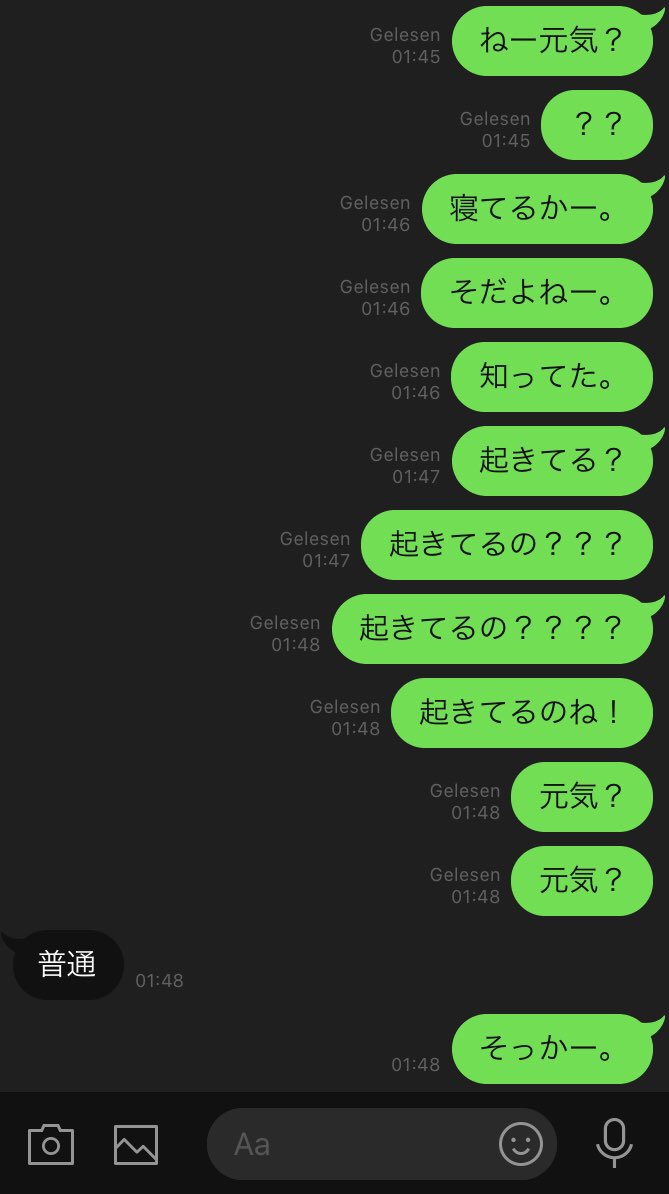 Gelesen
01:45
ねー元気？
Gelesen
01:45
？？
Gelesen
01:46
寝てるかー。
Gelesen
01:46
そだよねー。
Gelesen
01:46
知ってた。
Gelesen
01:47
起きてる？
Gelesen
01:47
起きてるの？？？
Gelesen
01:48
起きてるの？？？？
Gelesen
01:48
起きてるのね！
Gelesen
01:48
元気？
Gelesen
01:48
元気？
普通
01:48
01:48
そっかー。
Aa